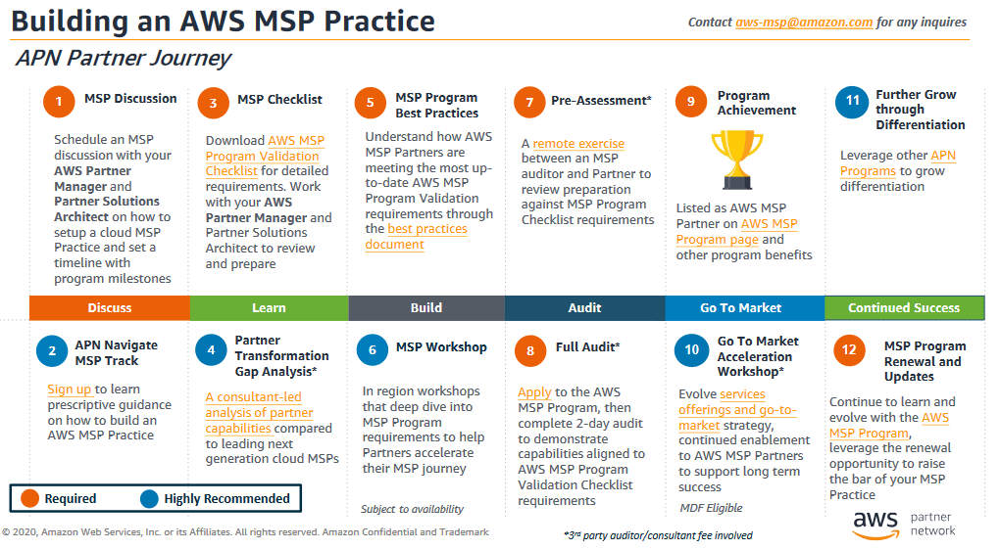 Building an AWS MSP Practice
Contact aws-msp@amazon.com for any inquires
APN Partner Journey
1
MSP Discussion
Schedule an MSP
discussion with your
AWS Partner
Manager and
Partner Solutions
Architect on how to
setup a cloud MSP
Practice and set a
timeline with
program milestones
3
MSP Checklist
Download AWS MSP
Program Validation
Checklist for detailed
requirements. Work
with your AWS
Partner Manager and
Partner Solutions
Architect to review
and prepare
5
MSP Program
Best Practices
Understand how AWS
MSP Partners are
meeting the most up-
to-date AWS MSP
Program Validation
requirements through
the best practices
document
7
Pre-Assessment*
A remote exercise
between an MSP
auditor and Partner to
review preparation
against MSP Program
Checklist requirements
9
Program
Achievement
Listed as AWS MSP
Partner on AWS MSP
Program page and
other program benefits
11
Further Grow
through
Differentiation
Leverage other APN
Programs to grow
differentiation
Discuss
Learn
Build
Audit
Go To Market
Continued Success
2
APN Navigate
MSP Track
Sign up to learn
prescriptive guidance
on how to build an
AWS MSP Practice
4
Partner
Transformation
Gap Analysis*
A consultant-led
analysis of partner
capabilities compared
to leading next
generation cloud MSPs
6
MSP Workshop
In region workshops
that deep dive into
MSP Program
requirements to help
Partners accelerate
their MSP journey
Subject to availability
8
Full Audit*
Apply to the AWS
MSP Program, then
complete 2-day audit
to demonstrate
capabilities aligned to
AWS MSP Program
Validation Checklist
requirements
10
Go To Market
Acceleration
Workshop*
Evolve services
offerings and go-to-
market strategy,
continued enablement
to AWS MSP Partners
to support long term
success
MDF Eligible
12
MSP Program
Renewal and
Updates
Continue to learn and
evolve with the AWS
MSP Program,
leverage the renewal
opportunity to raise
the bar of your MSP
Practice
Required
Highly Recommended
© 2020, Amazon Web Services, Inc. or its Affiliates. All rights reserved. Amazon Confidential and Trademark
*3rd party auditor/consultant fee involved
aws
partner
network